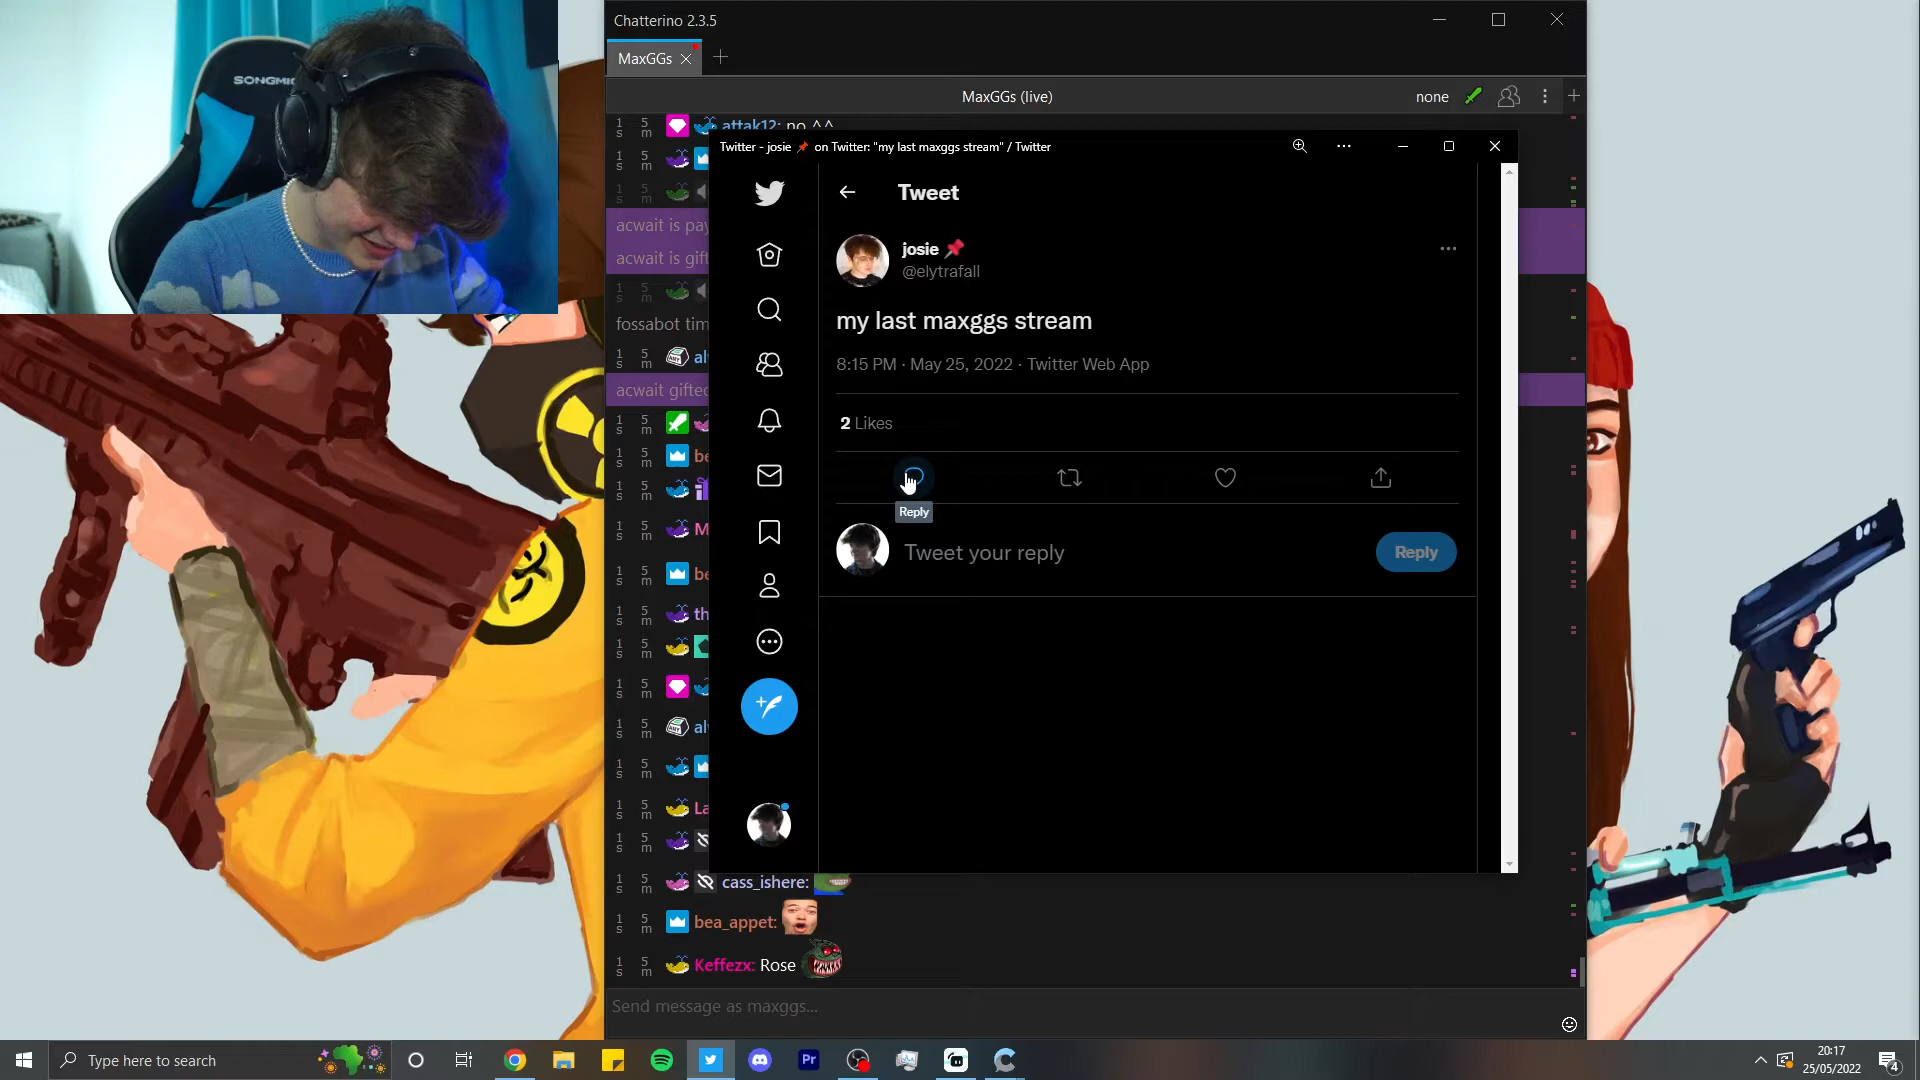 SONGMIC
Chatterino 2.3.5
MaxGGs
MaxGGs (live)
none
attak12: no ^^
acwait is pay
acwait is gift
fossabot tim
acwait gifted
cass_ishere:
bea_appet:
Keffezx: Rose
Send message as maxggs...
Twitter - josie on Twitter: "my last maxggs stream" / Twitter
Tweet
josie
@elytrafall
my last maxggs stream
8:15 PM · May 25, 2022 · Twitter Web App
2 Likes
Reply
Tweet your reply
Reply
Type here to search
Pr
20:17
25/05/2022
4